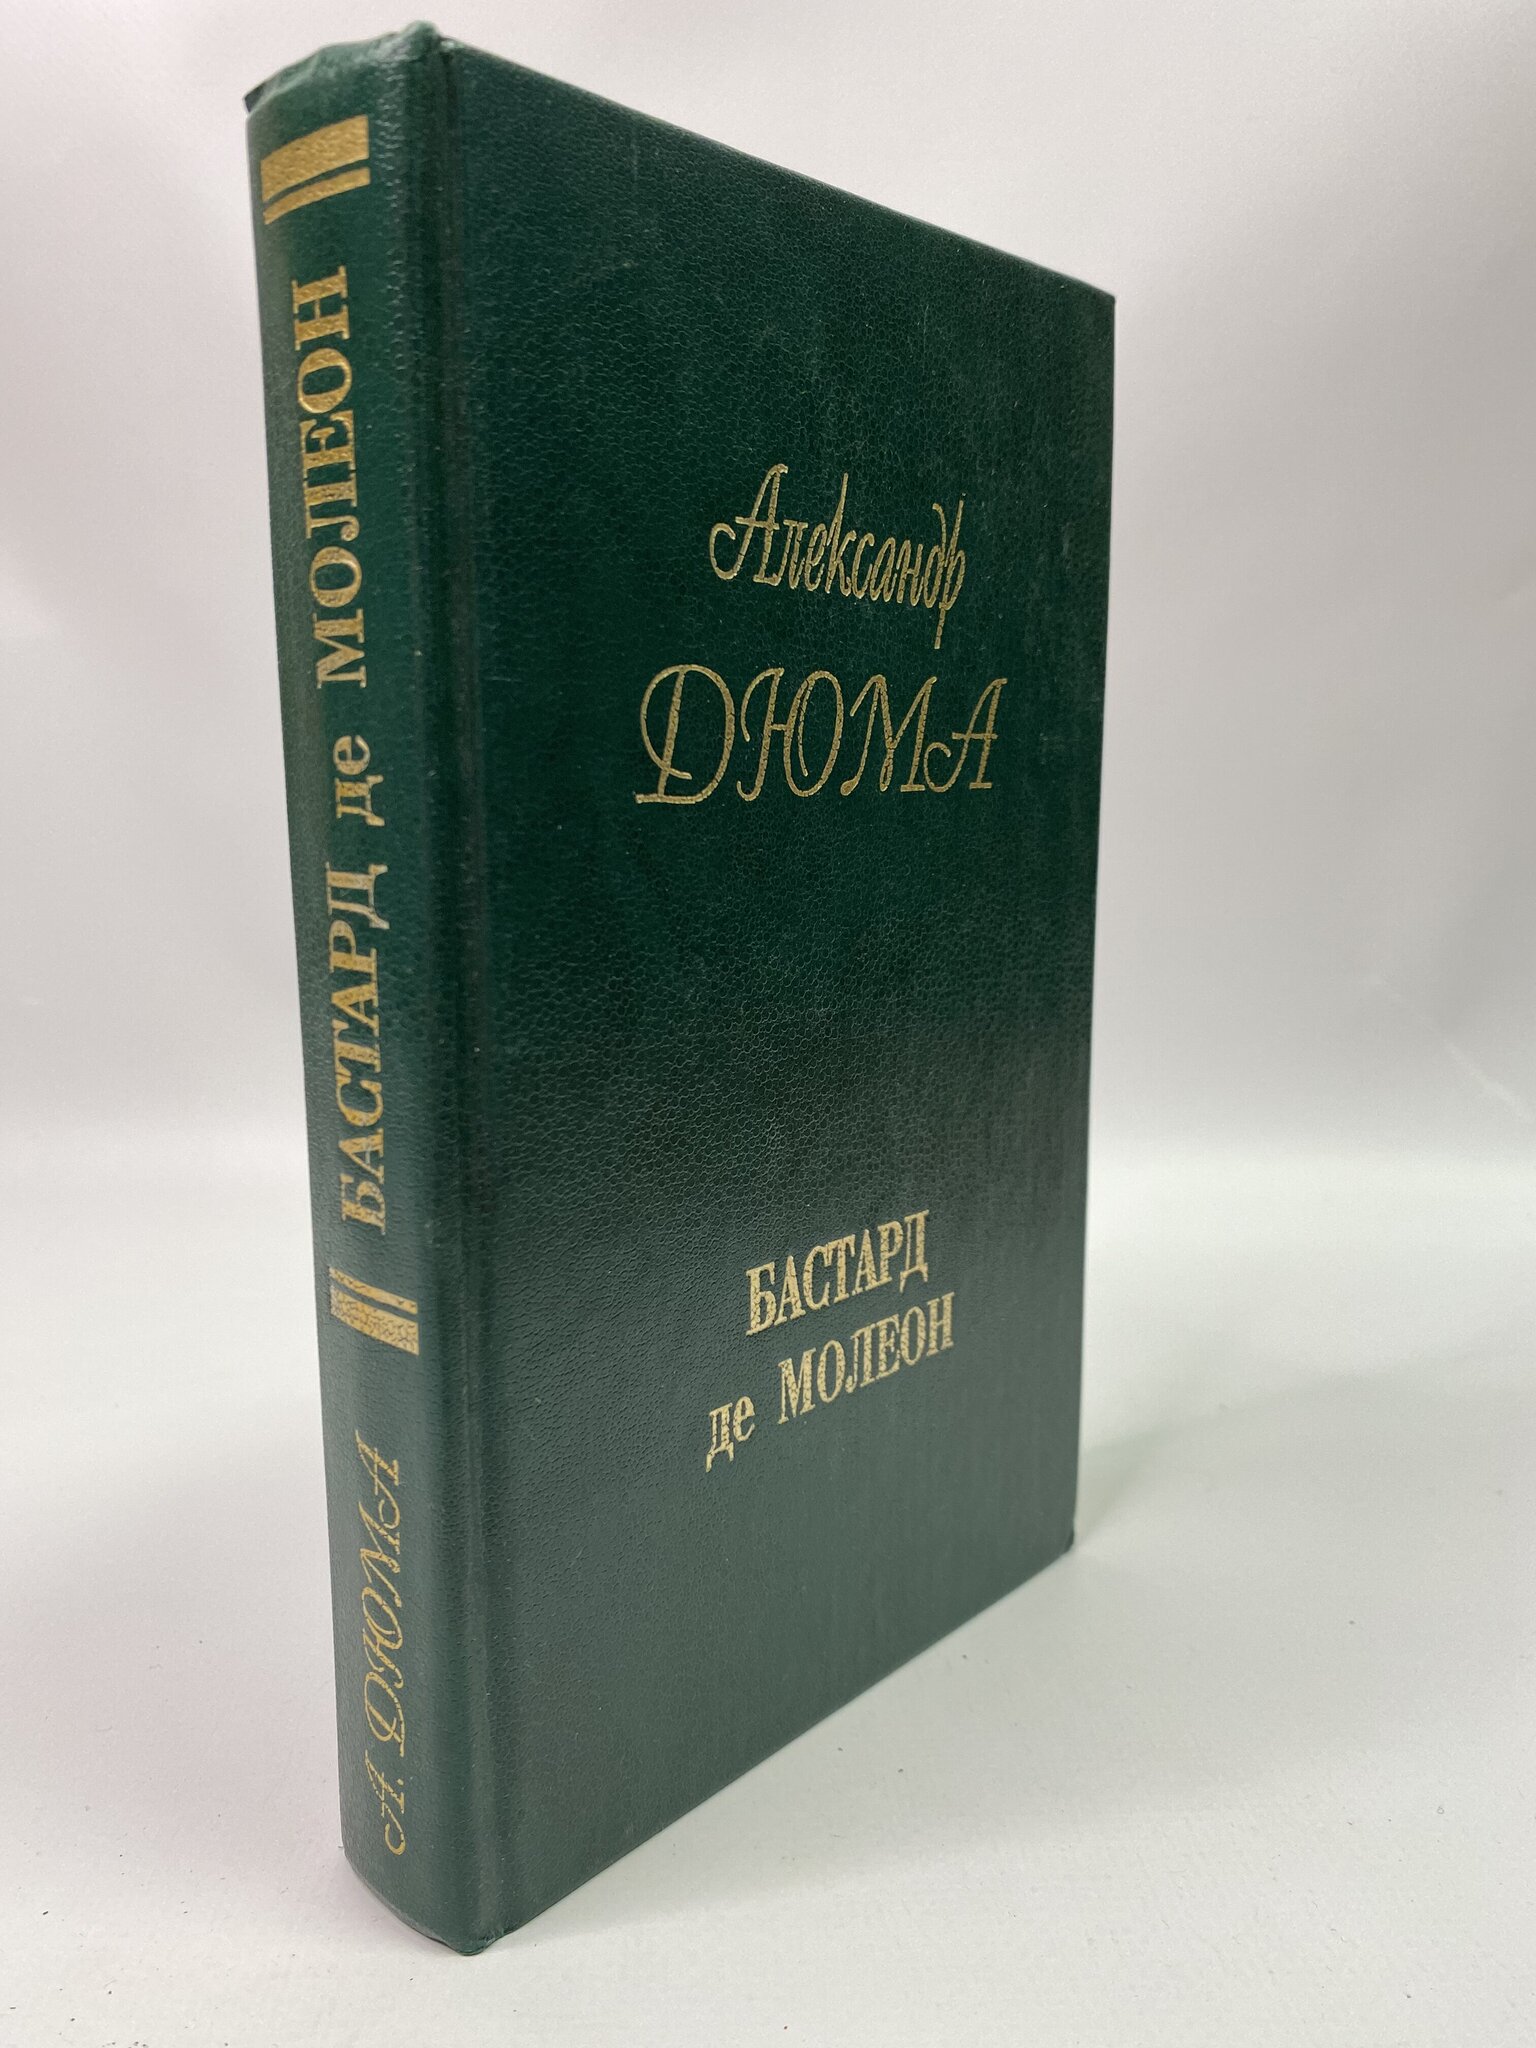 БАСТАРД де МОЛЕОН
А. ДЮМА
Александр
ДЮМА
БАСТАРД
де МОЛЕОН